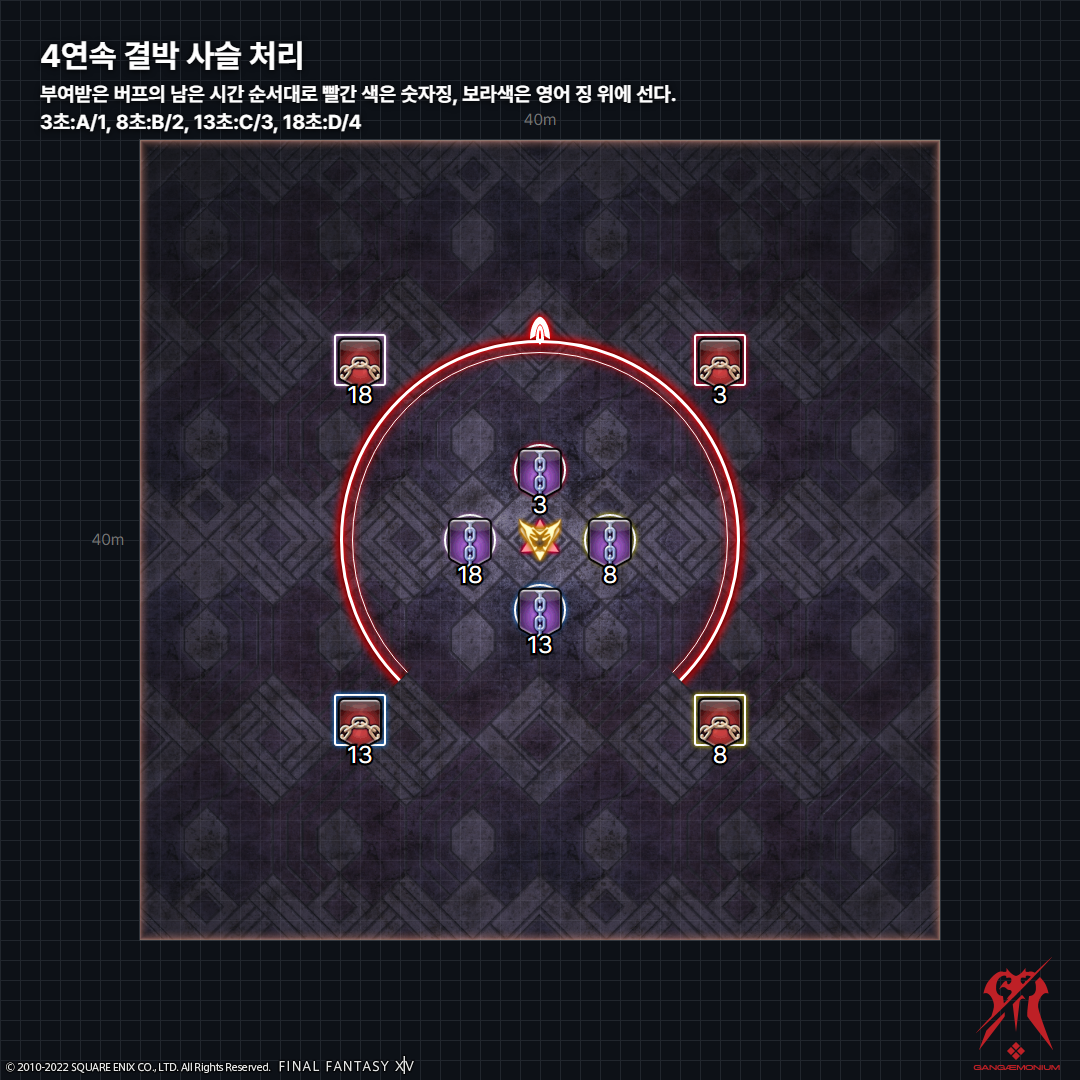 4연속 결박 사슬 처리
부여받은 버프의 남은 시간 순서대로 빨간 색은 숫자징, 보라색은 영어 징 위에 선다.
3초:A/1, 8초:B/2, 13초:C/3, 18초:D/4
40m
18
3
3
40m
18
8
13
13
8
GANGÆMONIUM
© 2010-2022 SQUARE ENIX CO., LTD. All Rights Reserved. FINAL FANTASY XIV